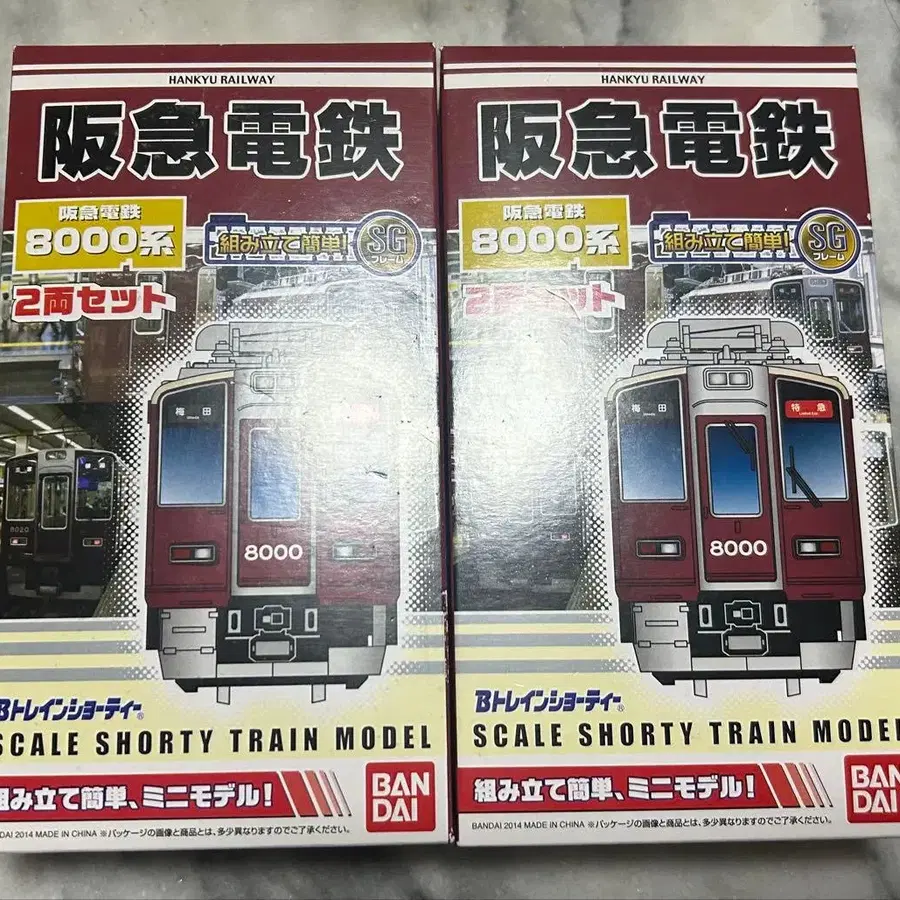 HANKYU RAILWAY
阪急電鉄
阪急電鉄
8000系
組み立て簡単!
SG
フレーム
2両セット
8020
梅田
8000
Bトレインショーティー®
SCALE SHORTY TRAIN MODEL
組み立て簡単、ミニモデル!
BAN
DAI
DAI 2014 MADE IN CHINA ※パッケージの画像と商品とは、多少異なりますのでご了承ください。
HANKYU RAILWAY
阪急電鉄
阪急電鉄
8000系
組み立て簡単!
SG
フレーム
2両セット
梅田
特急
8000
Bトレインショーティー®
SCALE SHORTY TRAIN MODEL
組み立て簡単、ミニモデル!
BAN
DAI
BANDAI 2014 MADE IN CHINA ※パッケージの画像と商品とは、多少異なりますのでご了承ください。